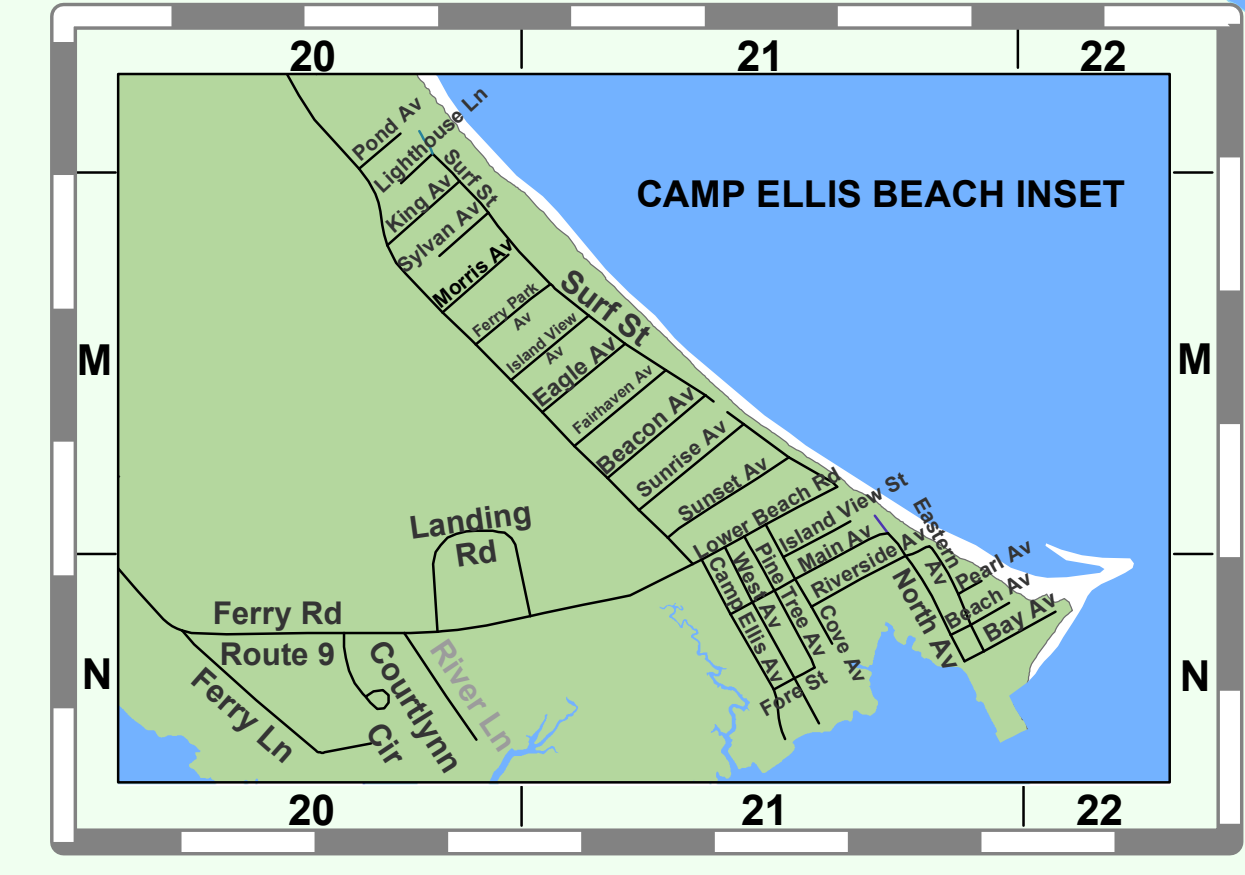 20
21
22
CAMP ELLIS BEACH INSET
Pond Av
Lighthouse Ln
Surf St
King Av
Sylvan Av
Morris Av
Ferry Park
Av
Island View
Av
Surf St
Eagle Av
Fairhaven Av
Beacon Av
Sunrise Av
Sunset Av
Lower Beach Rd
Island View St
Main Av
Riverside Av
Eastern
Av
Pearl Av
Beach Av
Bay Av
North Av
Pine Tree Av
West Av
Camp Ellis Av
Cove Av
Fore St
Landing
Rd
Ferry Rd
Route 9
Ferry Ln
Courtlynn
Cir
River Ln
M
M
N
N
20
21
22